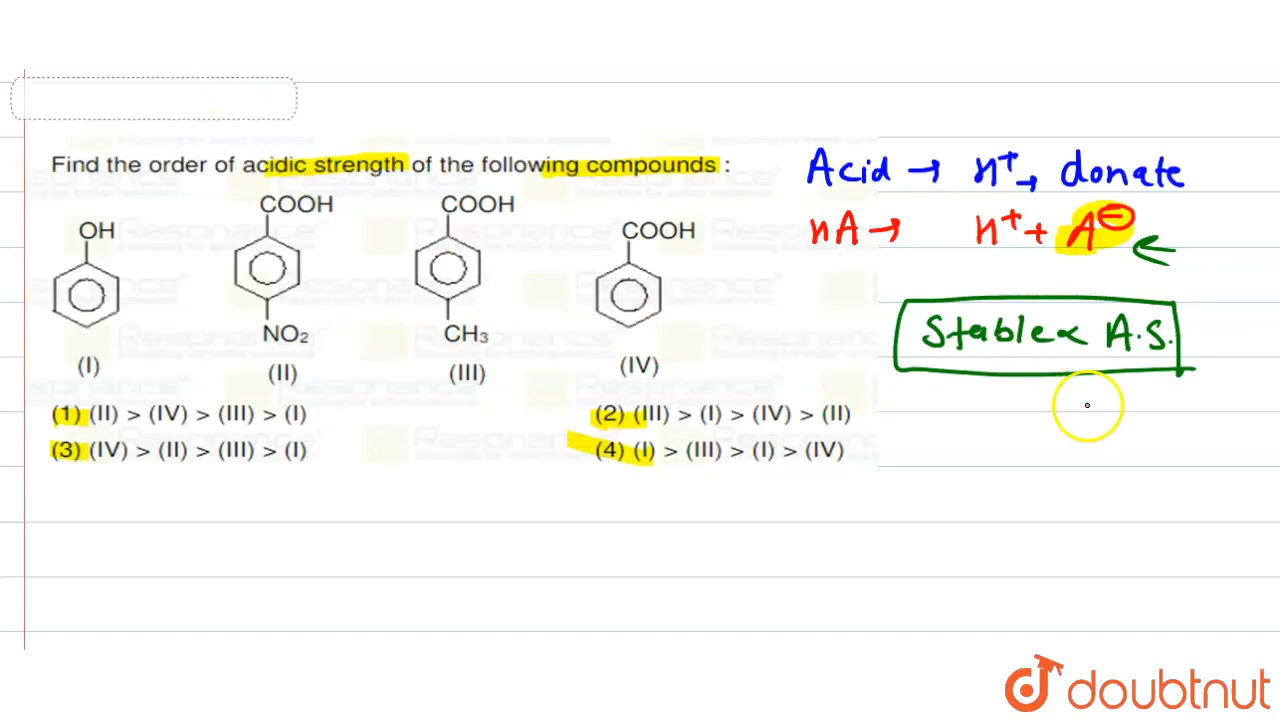 Find the order of acidic strength of the following compounds :
OH
(I)
COOH
NO2
(II)
COOH
CH3
(III)
COOH
(IV)
(1) (II) > (IV) > (III) > (I)
(2) (III) > (I) > (IV) > (II)
(3) (IV) > (II) > (III) > (I)
(4) (I) > (III) > (I) > (IV)
Acid → H+ → donate
HA → H+ + A⊖
Stable ∝ A.S.
Resonance
doubtnut